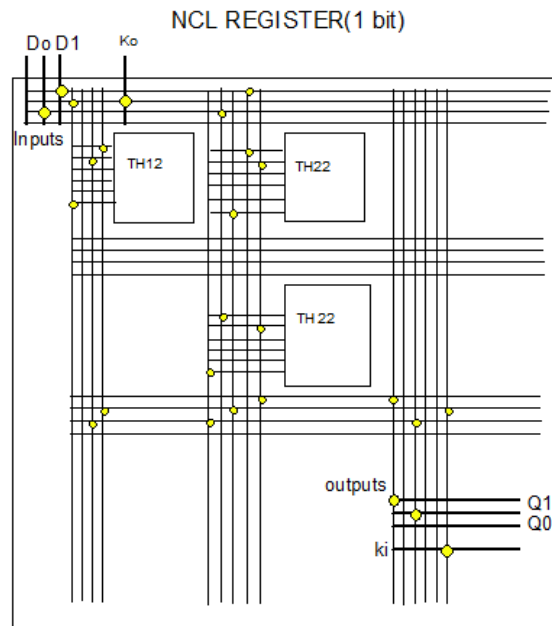 NCL REGISTER(1 bit)
Do D1 Ko
Inputs
TH12
TH22
TH 22
outputs
Q1
Q0
ki